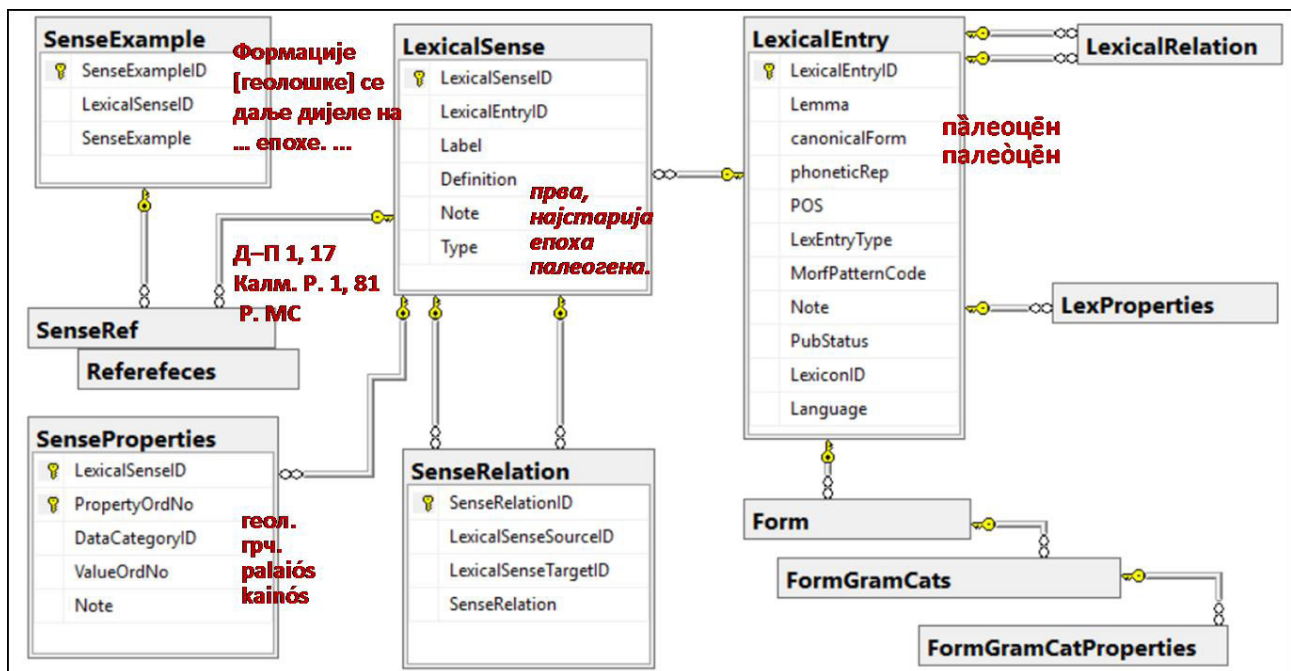 SenseExample
SenseExampleID
LexicalSenseID
SenseExample
Формације
[геолошке] се
даље дијеле на
... епохе. ...
LexicalSense
LexicalSenseID
LexicalEntryID
Label
Definition
Note
Type
прва,
најстарија
епоха
палеогена.
LexicalEntry
LexicalEntryID
Lemma
canonicalForm
phoneticRep
POS
LexEntryType
MorfPatternCode
Note
PubStatus
LexiconID
Language
па̏леоце̄н
палео̀це̄н
LexicalRelation
LexProperties
Д–П 1, 17
Калм. Р. 1, 81
Р. МС
SenseRef
Referefeces
SenseProperties
LexicalSenseID
PropertyOrdNo
DataCategoryID
ValueOrdNo
Note
геол.
грч.
palaiós
kainós
SenseRelation
SenseRelationID
LexicalSenseSourceID
LexicalSenseTargetID
SenseRelation
Form
FormGramCats
FormGramCatProperties